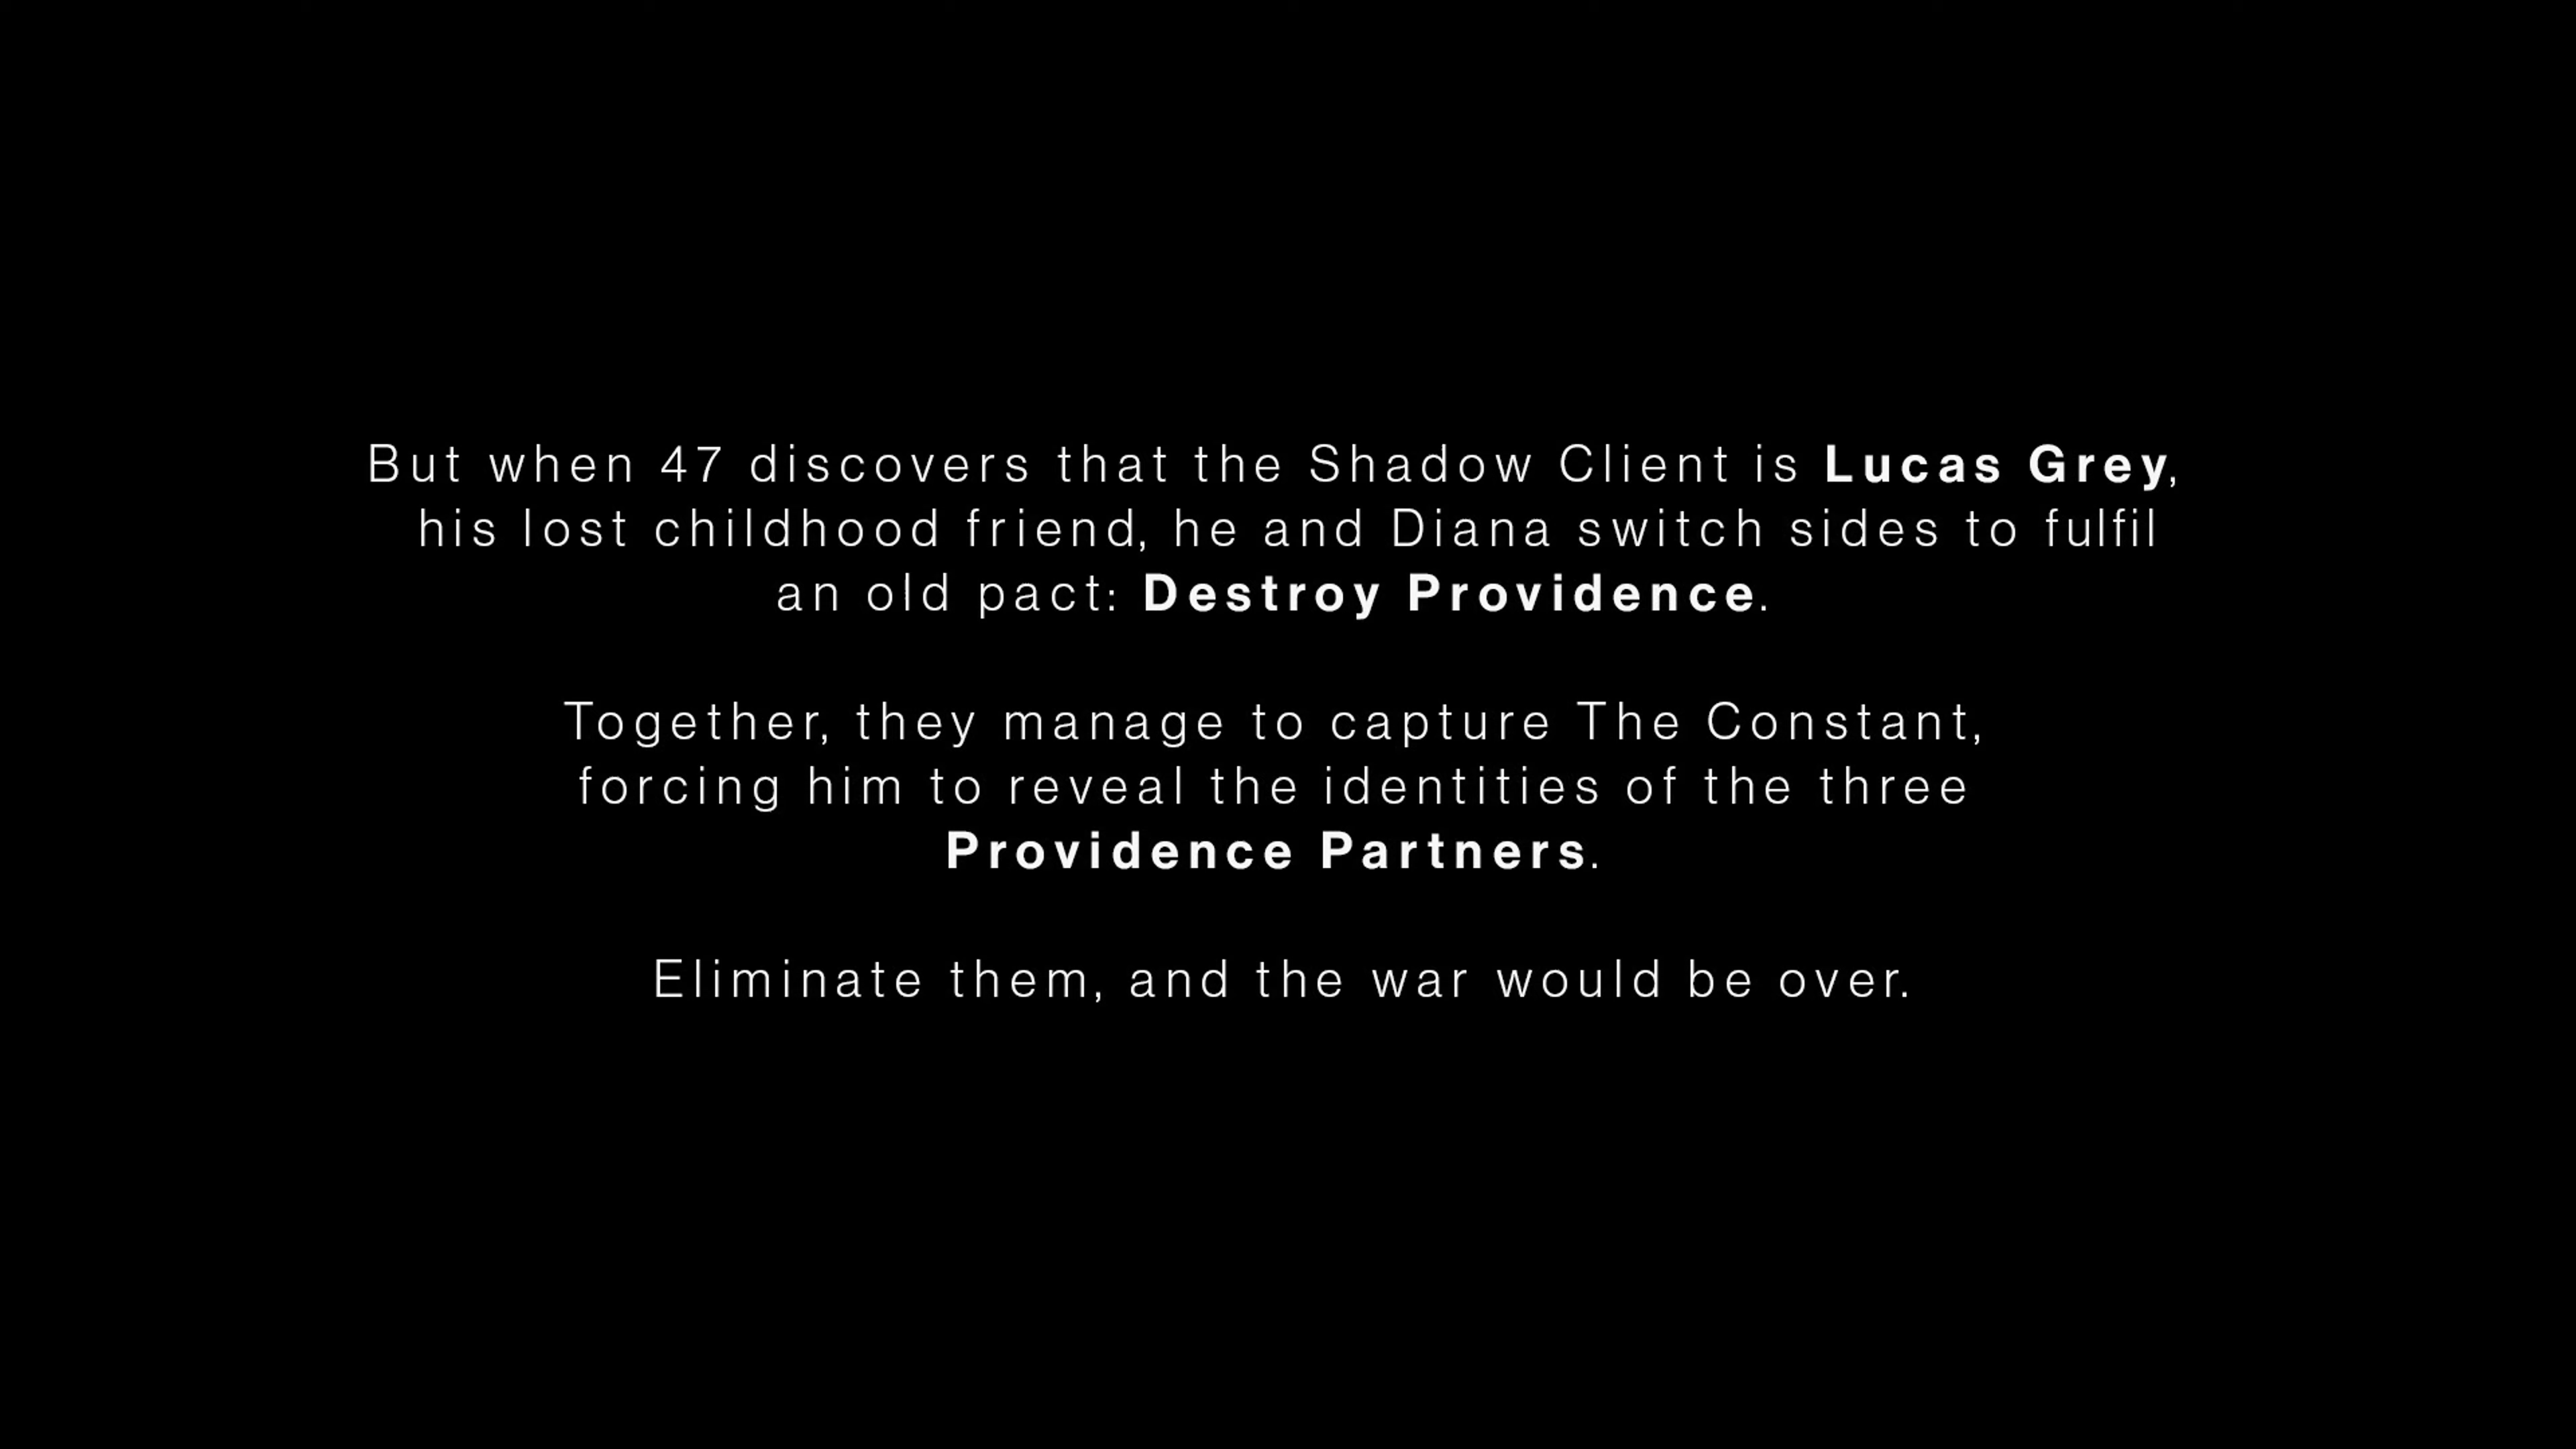 But when 47 discovers that the Shadow Client is Lucas Grey,
his lost childhood friend, he and Diana switch sides to fulfil
an old pact: Destroy Providence.
Together, they manage to capture The Constant,
forcing him to reveal the identities of the three
Providence Partners.
Eliminate them, and the war would be over.